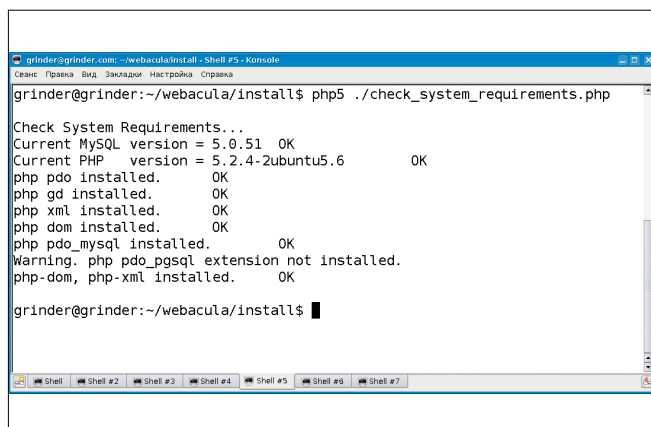 grinder@grinder.com: ~/webacula/install - Shell #5 - Konsole
Сеанс Правка Вид Закладки Настройка Справка
grinder@grinder:~/webacula/install$ php5 ./check_system_requirements.php
Check System Requirements...
Current MySQL version = 5.0.51 OK
Current PHP version = 5.2.4-2ubuntu5.6 OK
php pdo installed. OK
php gd installed. OK
php xml installed. OK
php dom installed. OK
php pdo_mysql installed. OK
Warning. php pdo_pgsql extension not installed.
php-dom, php-xml installed. OK
grinder@grinder:~/webacula/install$
Shell Shell #2 Shell #3 Shell #4 Shell #5 Shell #6 Shell #7